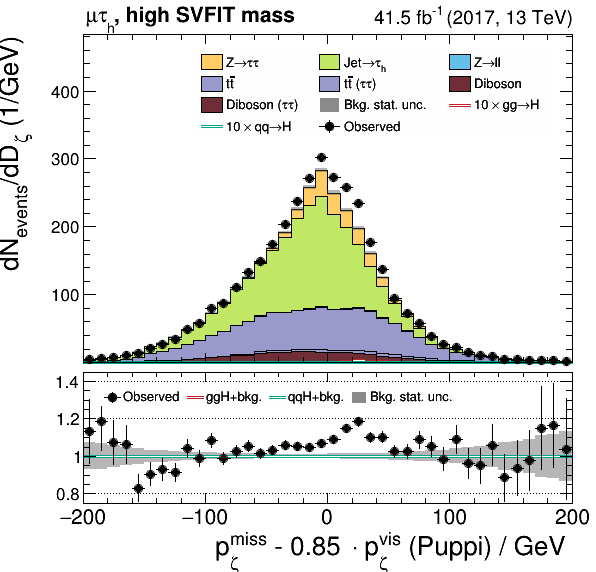 μτh, high SVFIT mass 41.5 fb⁻¹ (2017, 13 TeV)
dNevents/dDζ (1/GeV)
400
300
200
100
Z→ττ Jet→τh Z→ll
tt̄ tt̄ (ττ) Diboson
Diboson (ττ) Bkg. stat. unc. 10 × gg→H
10 × qq→H Observed
1.4
1.2
1
0.8
Observed ggH+bkg. qqH+bkg. Bkg. stat. unc.
−200 −100 0 100 200
pζmiss - 0.85 · pζvis (Puppi) / GeV